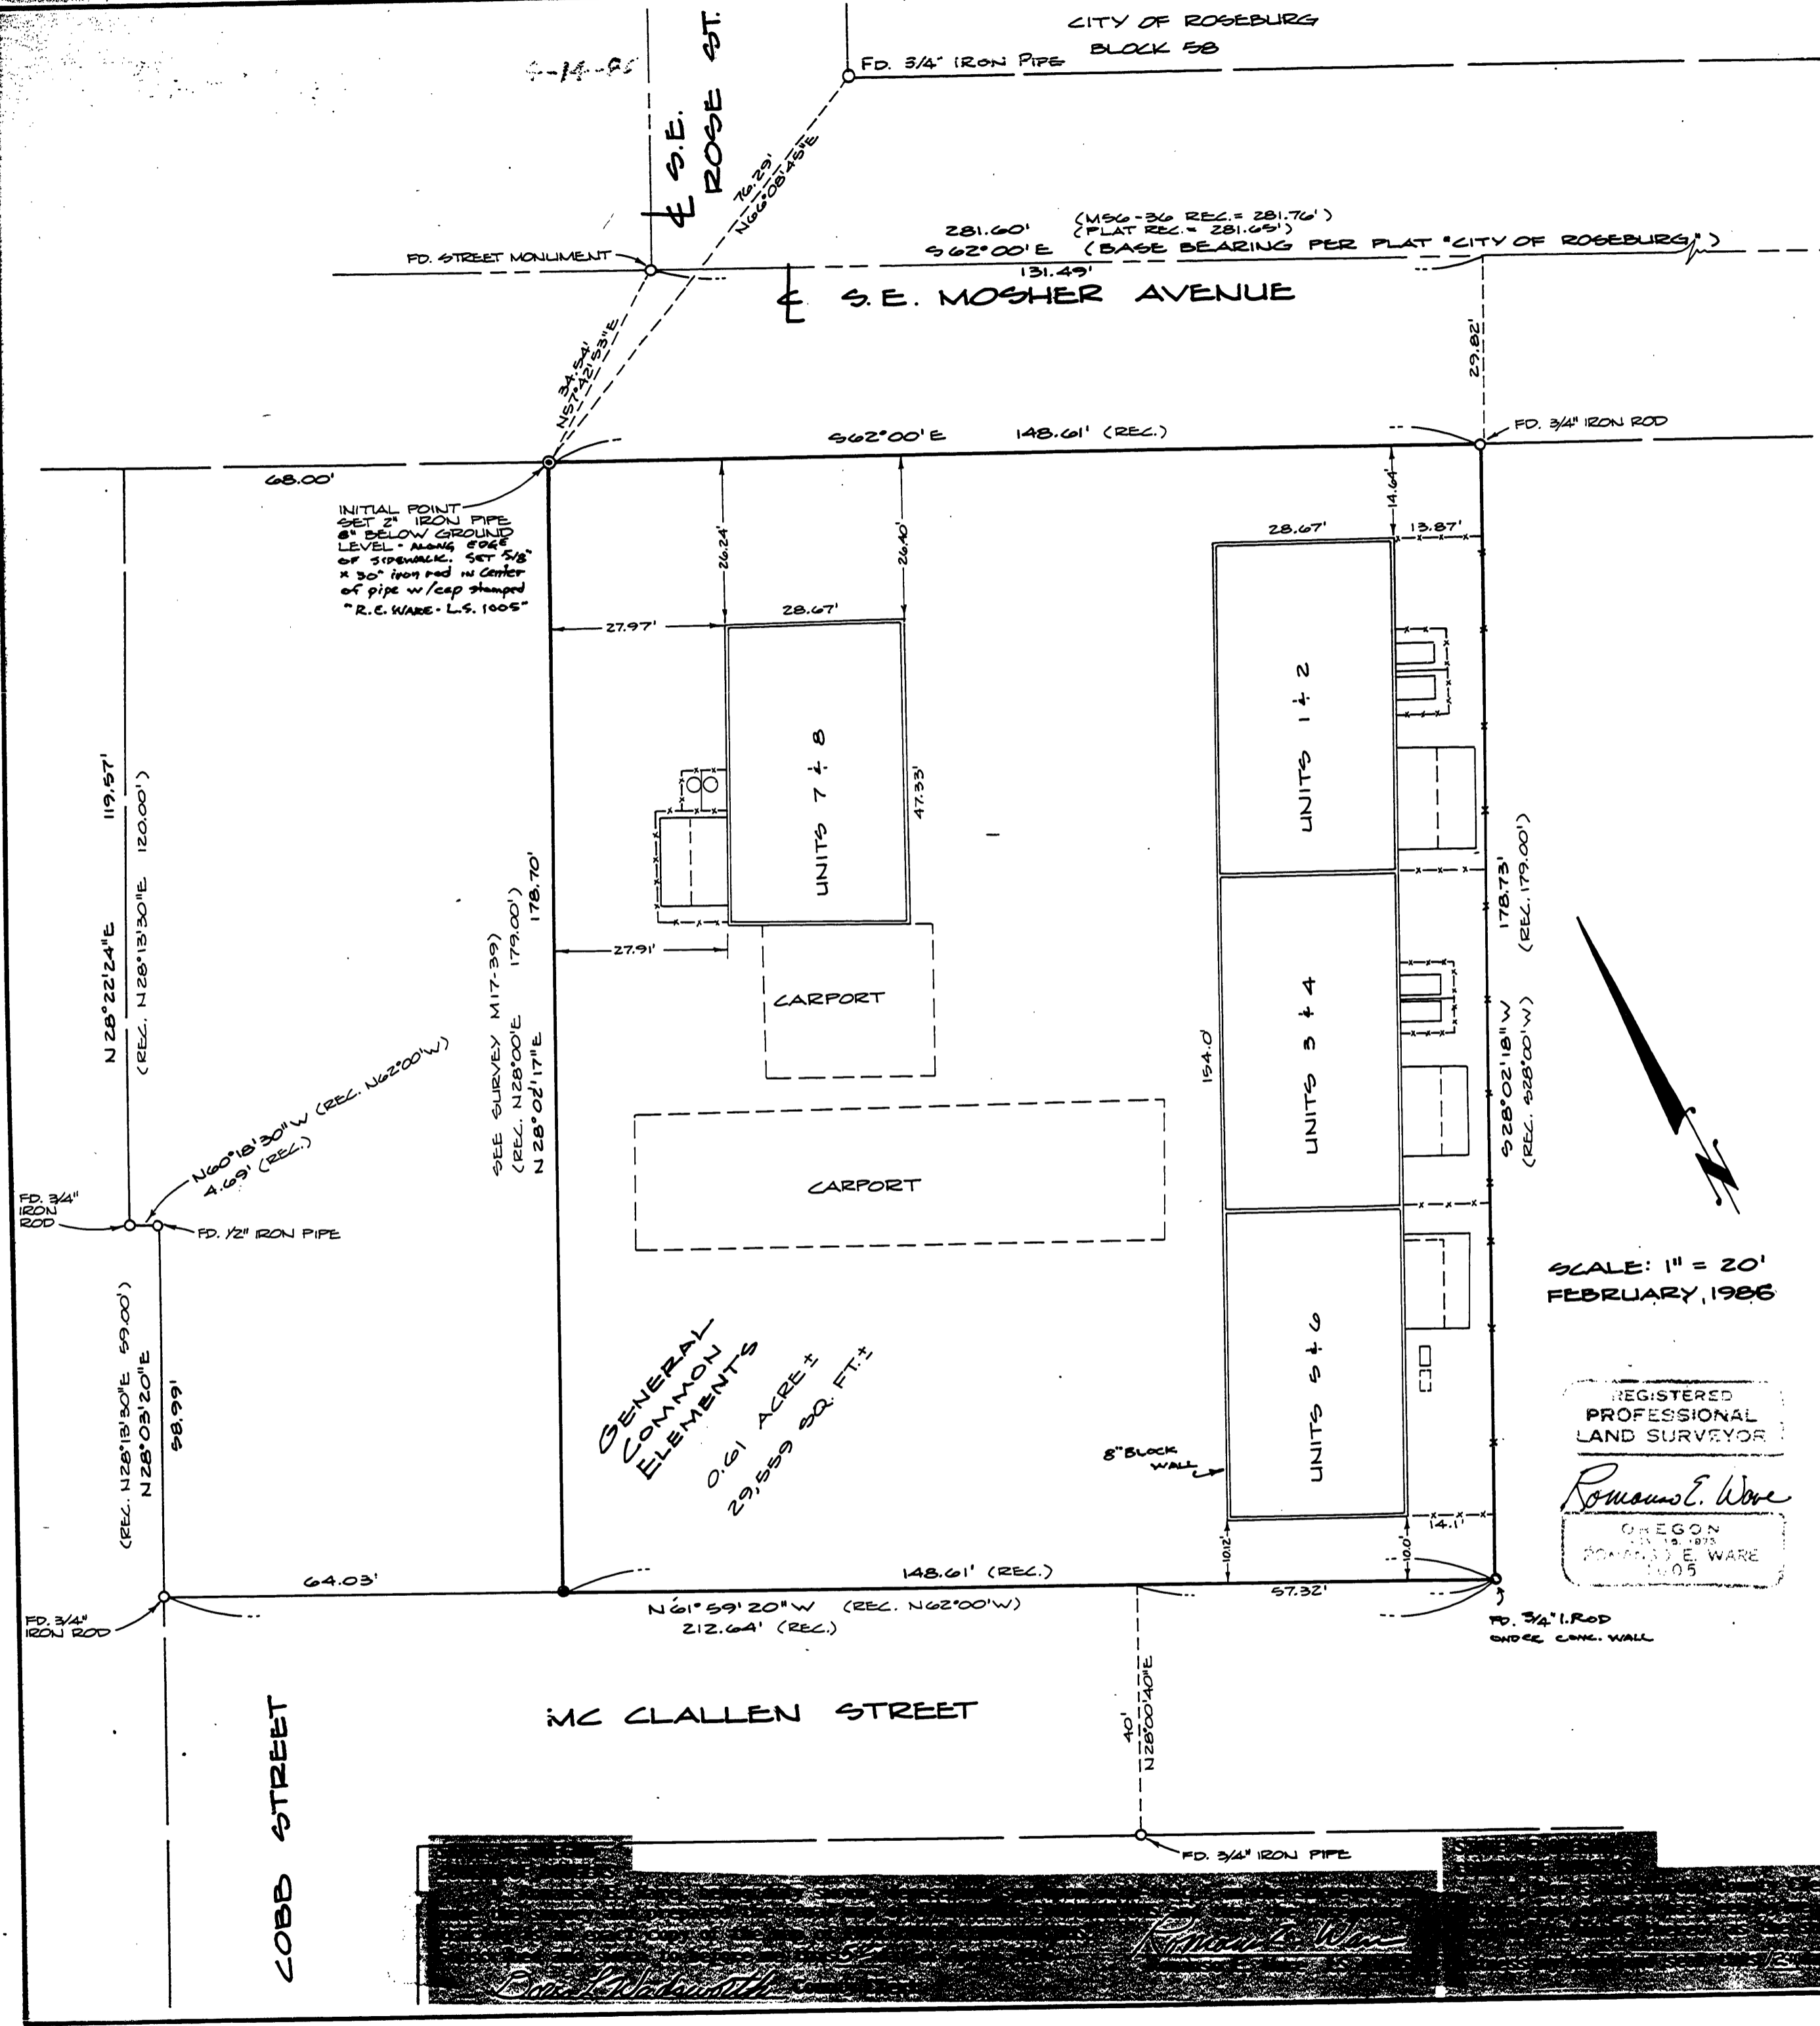 CITY OF ROSEBURG
BLOCK 58
FD. 3/4" IRON PIPE
℄ S.E.
ROSE ST.
76.29'
N66°08'45"E
281.60'
(M56-36 REC. = 281.76')
(PLAT REC. = 281.65')
S62°00'E (BASE BEARING PER PLAT "CITY OF ROSEBURG")
131.49'
FD. STREET MONUMENT
℄ S.E. MOSHER AVENUE
34.54'
N57°42'53"E
29.82'
FD. 3/4" IRON ROD
S62°00'E 148.61' (REC.)
68.00'
INITIAL POINT
SET 2" IRON PIPE
8" BELOW GROUND
LEVEL - ALONG EDGE
OF SIDEWALK. SET 5/8"
x 30" iron rod in center
of pipe w/cap stamped
"R.E. WARE - L.S. 1005"
26.24'
26.40'
14.64'
28.67'
13.87'
28.67'
27.97'
UNITS 7 & 8
47.33'
UNITS 1 & 2
N28°22'24"E 119.57'
(REC. N28°13'30"E 120.00')
SEE SURVEY M17-39)
(REC. N28°00'E 179.00')
N28°02'17"E 178.70'
27.91'
CARPORT
CARPORT
154.0'
UNITS 3 & 4
S28°02'18"W 178.73'
(REC. S28°00'W) (REC. 179.00')
N60°18'30"W (REC. N62°00'W)
4.69' (REC.)
FD. 3/4"
IRON
ROD
FD. 1/2" IRON PIPE
N
SCALE: 1" = 20'
FEBRUARY, 1986
(REC. N28°13'30"E 59.00')
N28°03'20"E
58.99'
GENERAL
COMMON
ELEMENTS
0.61 ACRE ±
29,559 SQ. FT. ±
UNITS 5 & 6
8" BLOCK
WALL
REGISTERED
PROFESSIONAL
LAND SURVEYOR
Romanso E. Ware
OREGON
E. WARE
1005
10.12'
10.0'
14.1'
64.03'
148.61' (REC.)
57.32'
N61°59'20"W (REC. N62°00'W)
212.64' (REC.)
FD. 3/4"
IRON ROD
FD. 3/4" I.ROD
UNDER CONC. WALL
MC CLALLEN STREET
40'
N28°00'40"E
COBB STREET
FD. 3/4" IRON PIPE